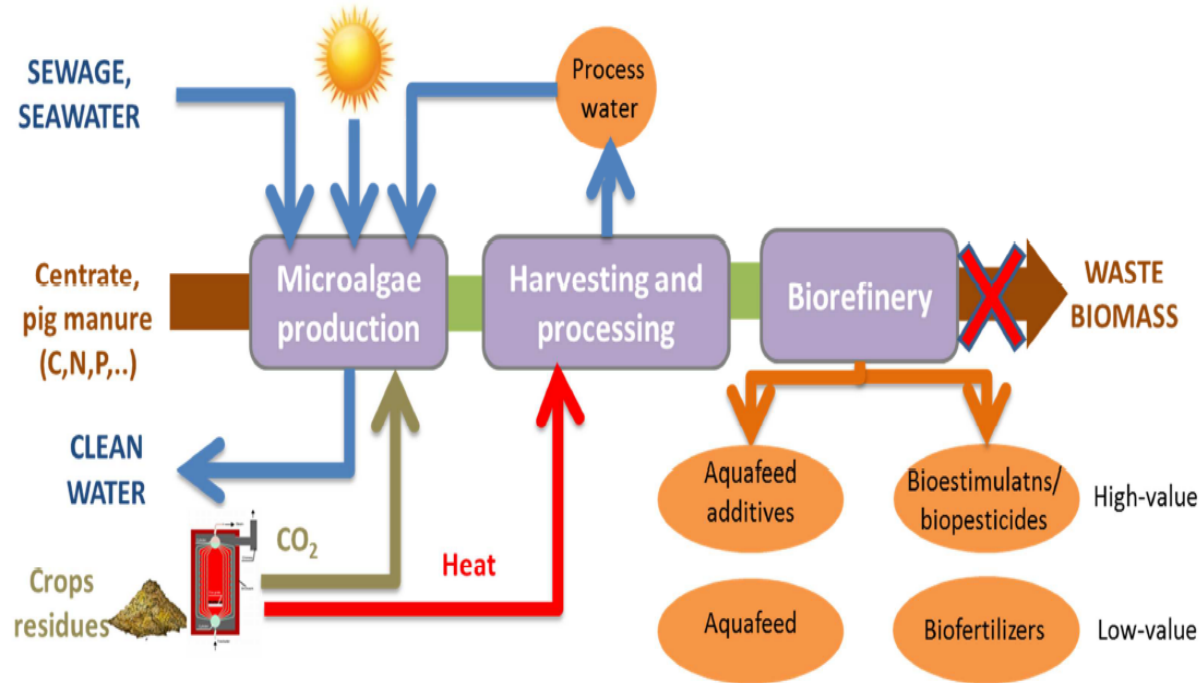 SEWAGE,
SEAWATER
Process
water
Centrate,
pig manure
(C,N,P,..)
Microalgae
production
Harvesting and
processing
Biorefinery
WASTE
BIOMASS
CLEAN
WATER
CO₂
Heat
Crops
residues
Aquafeed
additives
Bioestimulatns/
biopesticides
High-value
Aquafeed
Biofertilizers
Low-value